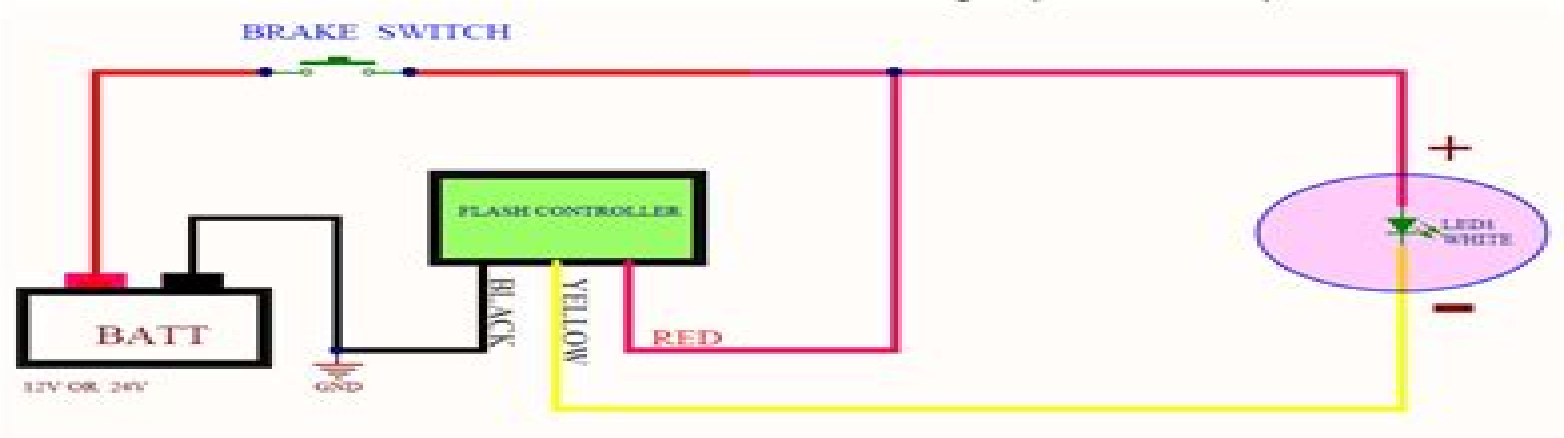 BRAKE SWITCH
+
FLASH CONTROLLER
LED1
WHITE
BLACK
YELLOW
RED
BATT
12V OR 24V
GND